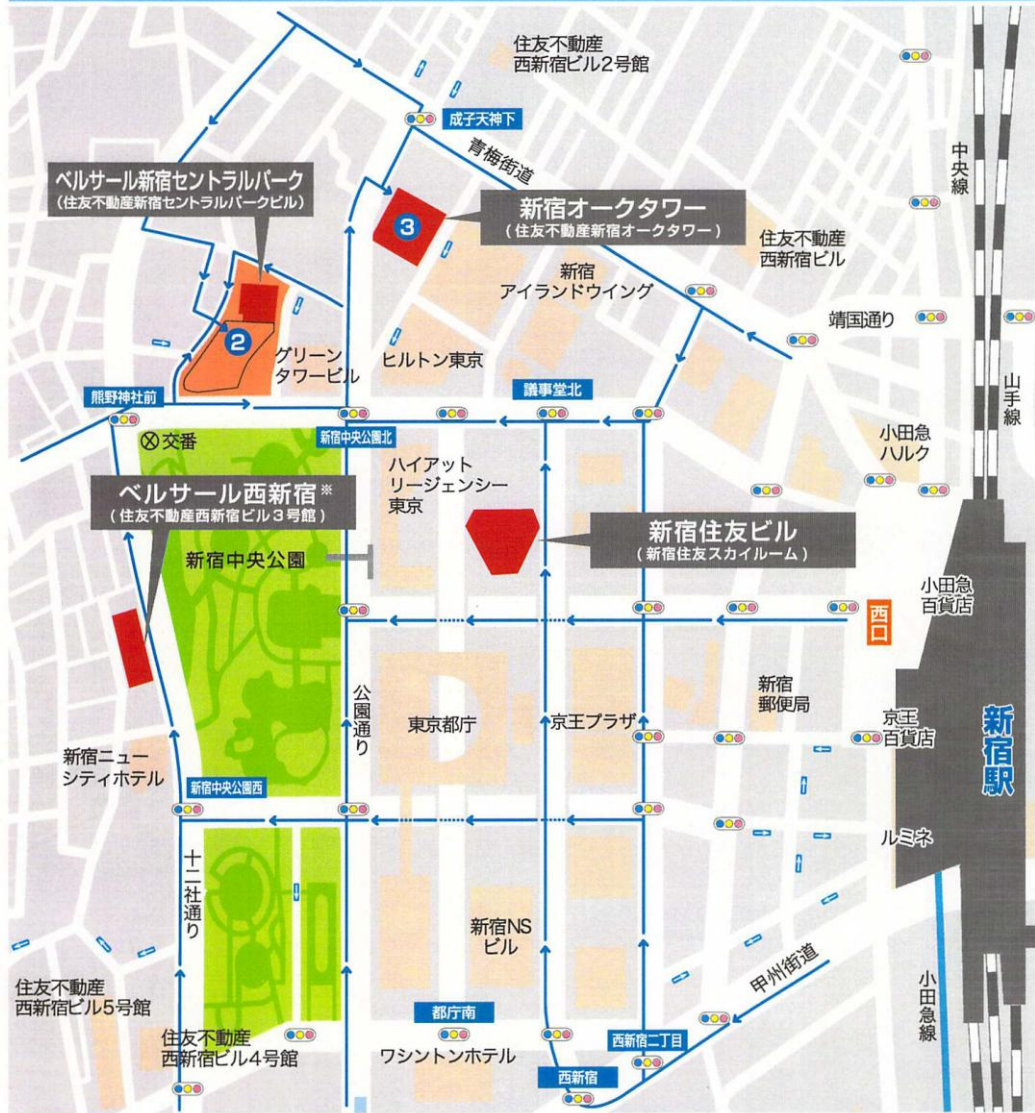 住友不動産
西新宿ビル2号館
成子天神下
青梅街道
中央線
ベルサール新宿セントラルパーク
(住友不動産新宿セントラルパークビル)
3
新宿オークタワー
(住友不動産新宿オークタワー)
住友不動産
西新宿ビル
新宿
アイランドウイング
靖国通り
2
グリーン
タワービル
ヒルトン東京
山手線
熊野神社前
議事堂北
新宿中央公園北
小田急
ハルク
交番
ハイアット
リージェンシー
東京
ベルサール西新宿※
(住友不動産西新宿ビル3号館)
新宿住友ビル
(新宿住友スカイルーム)
新宿中央公園
小田急
百貨店
西口
公園通り
東京都庁
京王プラザ
新宿
郵便局
京王
百貨店
新宿駅
新宿ニュー
シティホテル
新宿中央公園西
ルミネ
十二社通り
新宿NS
ビル
甲州街道
小田急線
住友不動産
西新宿ビル5号館
住友不動産
西新宿ビル4号館
都庁南
ワシントンホテル
西新宿二丁目
西新宿